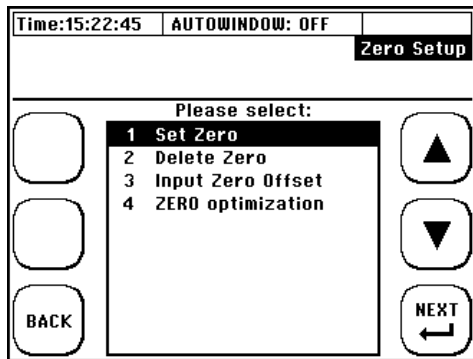 Time:15:22:45 AUTOWINDOW: OFF
Zero Setup
Please select:
1 Set Zero
2 Delete Zero
3 Input Zero Offset
4 ZERO optimization
BACK
NEXT